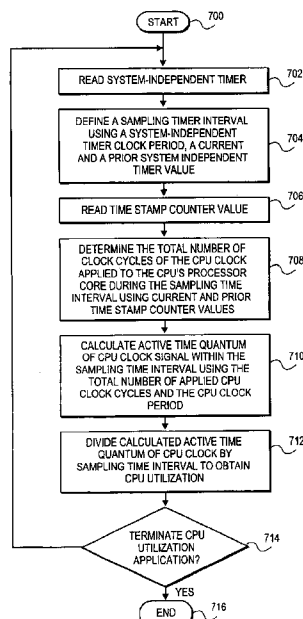 START
700
READ SYSTEM-INDEPENDENT TIMER
702
DEFINE A SAMPLING TIMER INTERVAL
USING A SYSTEM-INDEPENDENT
TIMER CLOCK PERIOD, A CURRENT
AND A PRIOR SYSTEM INDEPENDENT
TIMER VALUE
704
READ TIME STAMP COUNTER VALUE
706
DETERMINE THE TOTAL NUMBER OF
CLOCK CYCLES OF THE CPU CLOCK
APPLIED TO THE CPU'S PROCESSOR
CORE DURING THE SAMPLING TIME
INTERVAL USING CURRENT AND PRIOR
TIME STAMP COUNTER VALUES
708
CALCULATE ACTIVE TIME QUANTUM
OF CPU CLOCK SIGNAL WITHIN THE
SAMPLING TIME INTERVAL USING THE
TOTAL NUMBER OF APPLIED CPU
CLOCK CYCLES AND THE CPU CLOCK
PERIOD
710
DIVIDE CALCULATED ACTIVE TIME
QUANTUM OF CPU CLOCK BY
SAMPLING TIME INTERVAL TO OBTAIN
CPU UTILIZATION
712
TERMINATE CPU
UTILIZATION
APPLICATION?
714
YES
END
716